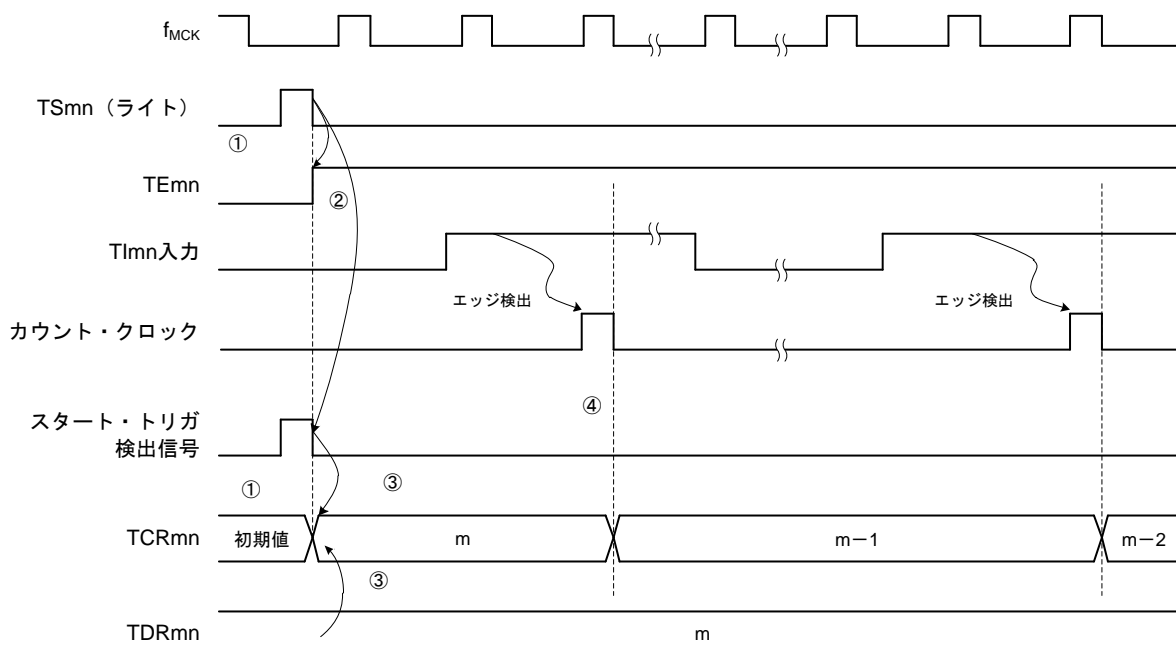 fMCK
TSmn（ライト）
①
TEmn
②
TImn入力
エッジ検出
エッジ検出
カウント・クロック
④
スタート・トリガ
検出信号
①
③
TCRmn
初期値
m
m－1
m－2
③
TDRmn
m